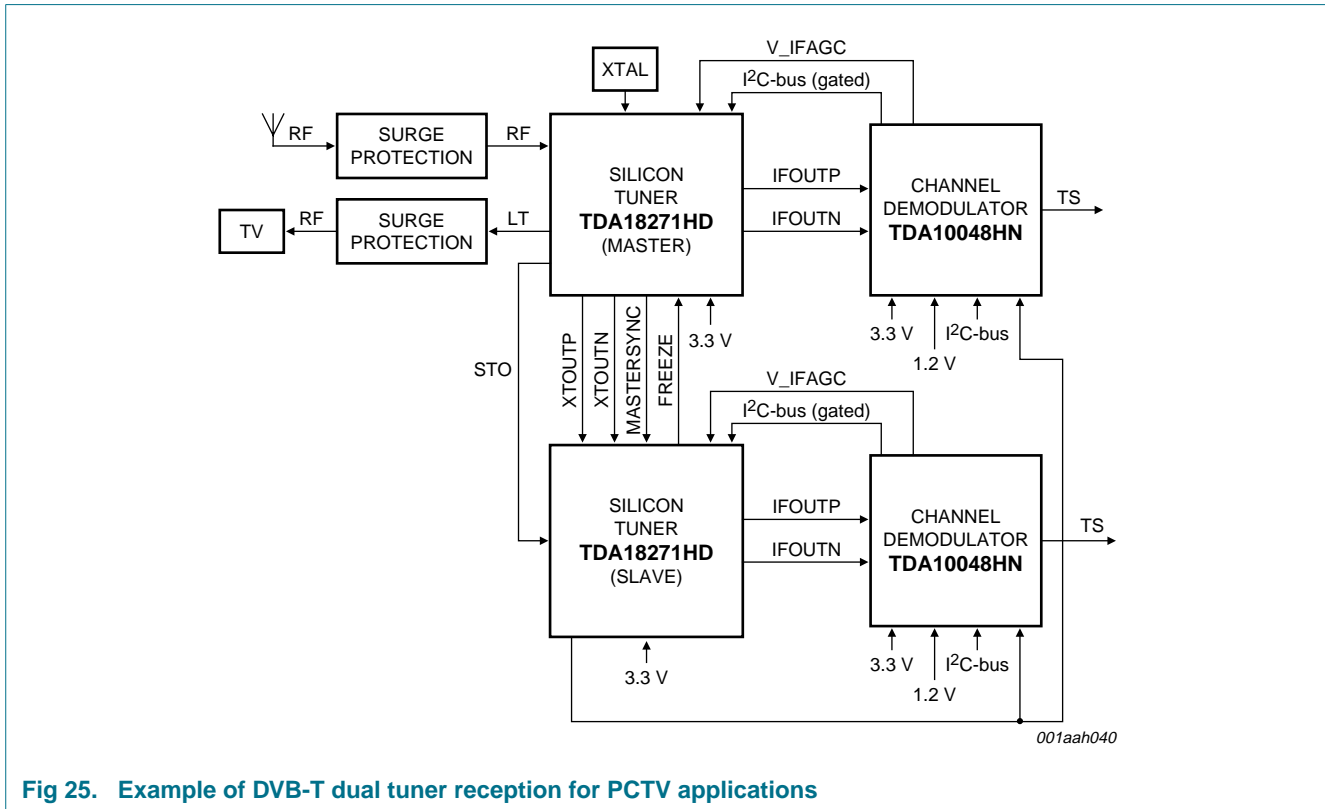 V_IFAGC
I²C-bus (gated)
XTAL
RF
SURGE
PROTECTION
RF
SILICON
TUNER
TDA18271HD
(MASTER)
IFOUTP
IFOUTN
CHANNEL
DEMODULATOR
TDA10048HN
TS
TV
RF
SURGE
PROTECTION
LT
STO
XTOUTP
XTOUTN
MASTERSYNC
FREEZE
3.3 V
3.3 V
1.2 V
I²C-bus
V_IFAGC
I²C-bus (gated)
SILICON
TUNER
TDA18271HD
(SLAVE)
IFOUTP
IFOUTN
CHANNEL
DEMODULATOR
TDA10048HN
TS
3.3 V
3.3 V
1.2 V
I²C-bus
001aah040
Fig 25. Example of DVB-T dual tuner reception for PCTV applications